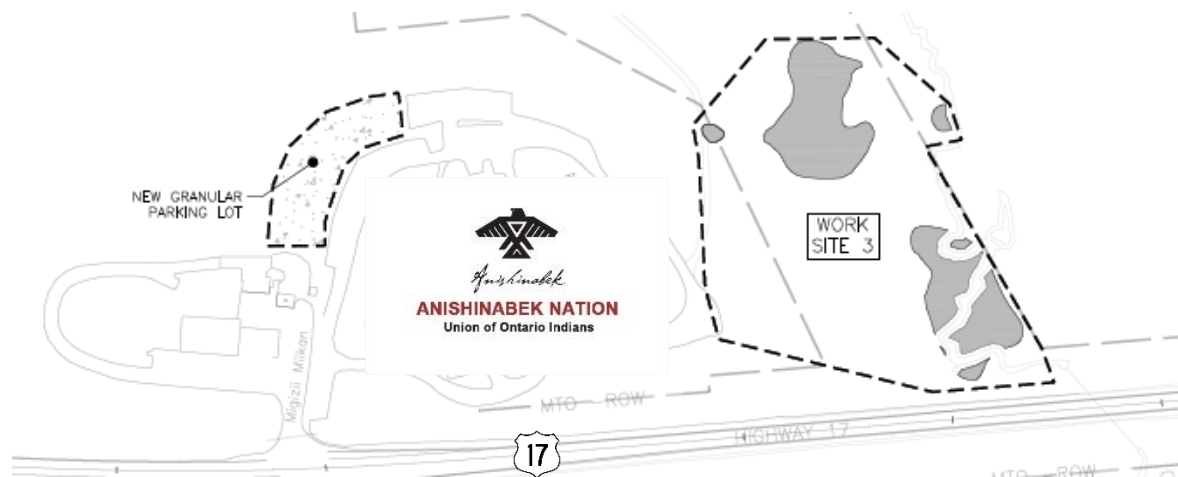 NEW GRANULAR
PARKING LOT
WORK
SITE 3
Anishinabek
ANISHINABEK NATION
Union of Ontario Indians
Migizii Miikan
MTO ROW
HIGHWAY 17
17
MTO ROW